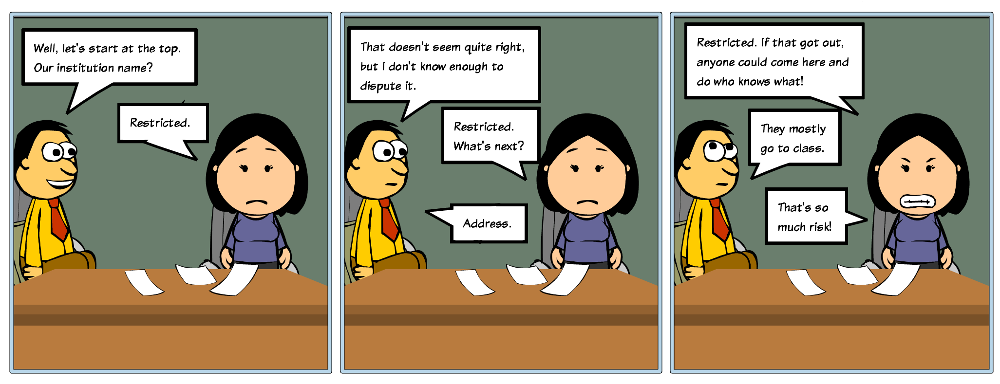 Well, let's start at the top.
Our institution name?
Restricted.
That doesn't seem quite right,
but I don't know enough to
dispute it.
Restricted.
What's next?
Address.
Restricted. If that got out,
anyone could come here and
do who knows what!
They mostly
go to class.
That's so
much risk!